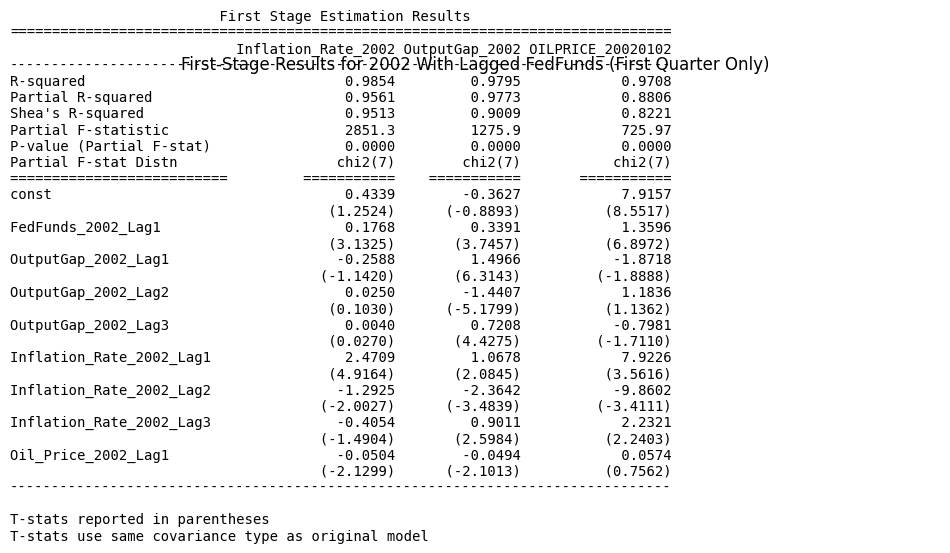 First Stage Estimation Results
================================================================================
Inflation_Rate_2002 OutputGap_2002 OILPRICE_20020102
--------------------------------------------------------------------------------
First-Stage Results for 2002 With Lagged FedFunds (First Quarter Only)
R-squared 0.9854 0.9795 0.9708
Partial R-squared 0.9561 0.9773 0.8806
Shea's R-squared 0.9513 0.9009 0.8221
Partial F-statistic 2851.3 1275.9 725.97
P-value (Partial F-stat) 0.0000 0.0000 0.0000
Partial F-stat Distn chi2(7) chi2(7) chi2(7)
========================== =========== =========== ===========
const 0.4339 -0.3627 7.9157
(1.2524) (-0.8893) (8.5517)
FedFunds_2002_Lag1 0.1768 0.3391 1.3596
(3.1325) (3.7457) (6.8972)
OutputGap_2002_Lag1 -0.2588 1.4966 -1.8718
(-1.1420) (6.3143) (-1.8888)
OutputGap_2002_Lag2 0.0250 -1.4407 1.1836
(0.1030) (-5.1799) (1.1362)
OutputGap_2002_Lag3 0.0040 0.7208 -0.7981
(0.0270) (4.4275) (-1.7110)
Inflation_Rate_2002_Lag1 2.4709 1.0678 7.9226
(4.9164) (2.0845) (3.5616)
Inflation_Rate_2002_Lag2 -1.2925 -2.3642 -9.8602
(-2.0027) (-3.4839) (-3.4111)
Inflation_Rate_2002_Lag3 -0.4054 0.9011 2.2321
(-1.4904) (2.5984) (2.2403)
Oil_Price_2002_Lag1 -0.0504 -0.0494 0.0574
(-2.1299) (-2.1013) (0.7562)
--------------------------------------------------------------------------------
T-stats reported in parentheses
T-stats use same covariance type as original model